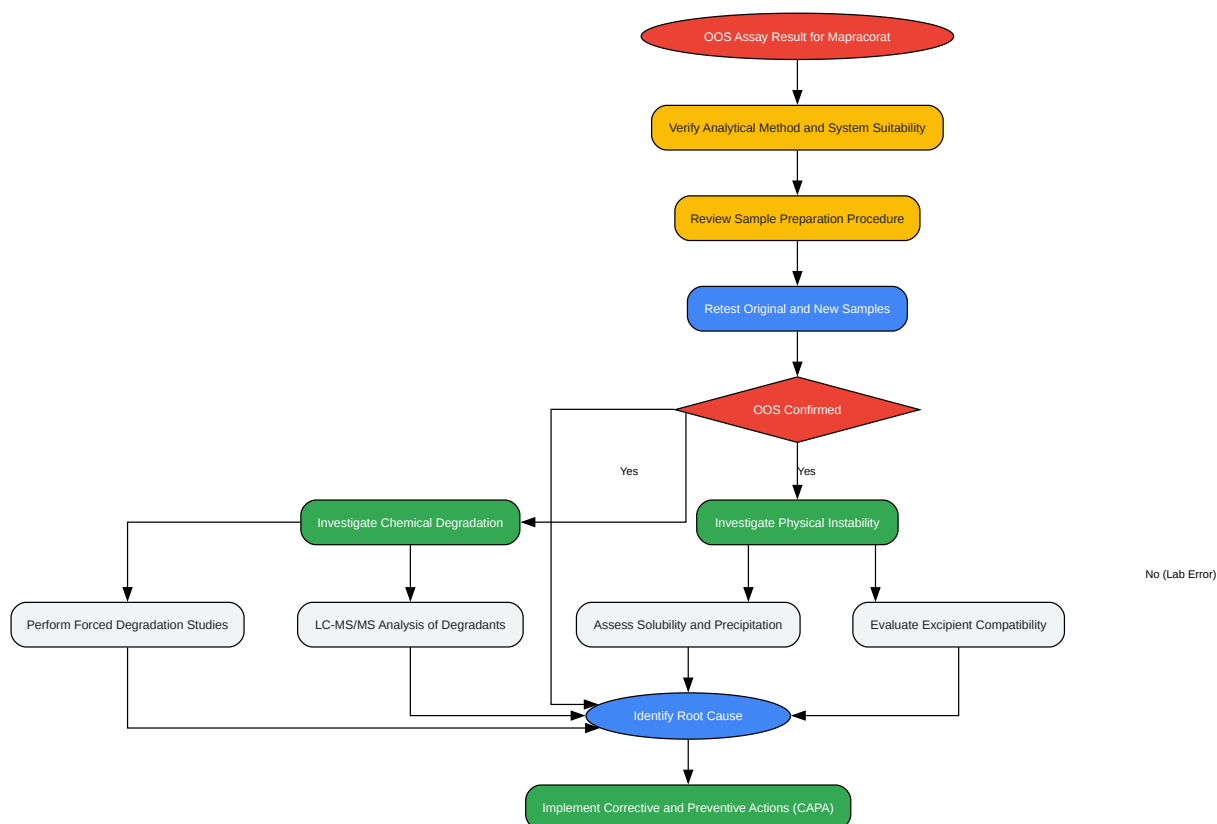 OOS Assay Result for Mapracorat
Verify Analytical Method and System Suitability
Review Sample Preparation Procedure
Retest Original and New Samples
OOS Confirmed
Yes
Yes
Investigate Chemical Degradation
Investigate Physical Instability
No (Lab Error)
Perform Forced Degradation Studies
LC-MS/MS Analysis of Degradants
Assess Solubility and Precipitation
Evaluate Excipient Compatibility
Identify Root Cause
Implement Corrective and Preventive Actions (CAPA)